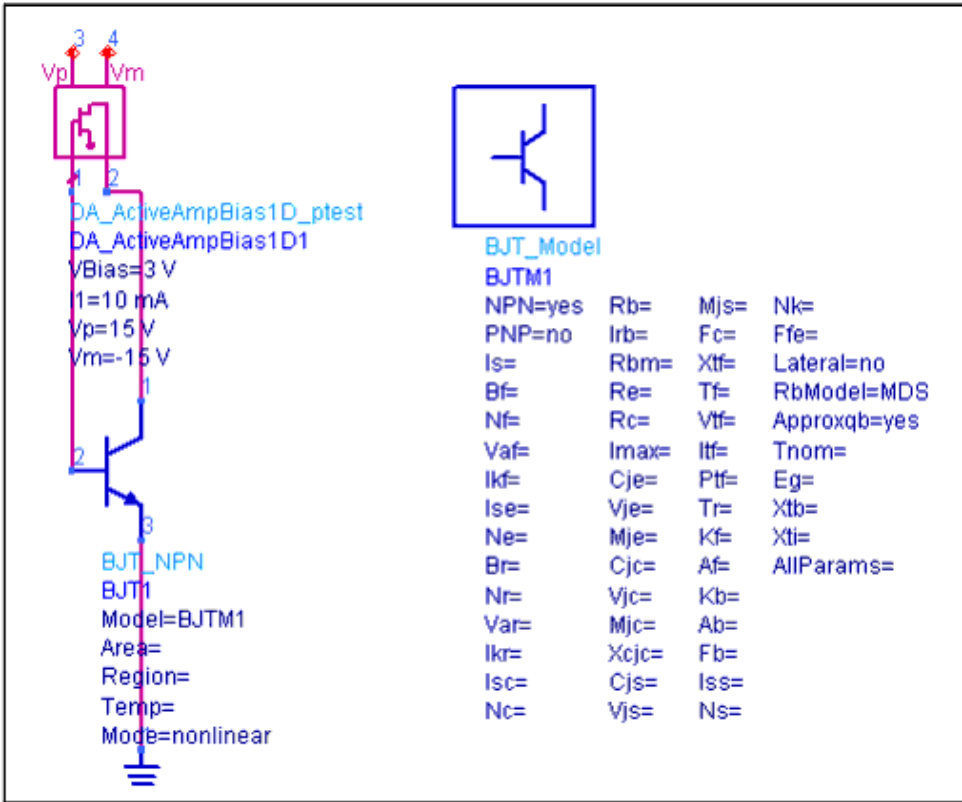 3 4
Vp Vm
1 2
DA_ActiveAmpBias1D_ptest
DA_ActiveAmpBias1D1
VBias=3 V
I1=10 mA
Vp=15 V
Vm=-15 V
1
2
3
BJT_NPN
BJT1
Model=BJTM1
Area=
Region=
Temp=
Mode=nonlinear
BJT_Model
BJTM1
NPN=yes Rb= Mjs= Nk=
PNP=no Irb= Fc= Ffe=
Is= Rbm= Xtf= Lateral=no
Bf= Re= Tf= RbModel=MDS
Nf= Rc= Vtf= Approxqb=yes
Vaf= Imax= Itf= Tnom=
Ikf= Cje= Ptf= Eg=
Ise= Vje= Tr= Xtb=
Ne= Mje= Kf= Xti=
Br= Cjc= Af= AllParams=
Nr= Vjc= Kb=
Var= Mjc= Ab=
Ikr= Xcjc= Fb=
Isc= Cjs= Iss=
Nc= Vjs= Ns=